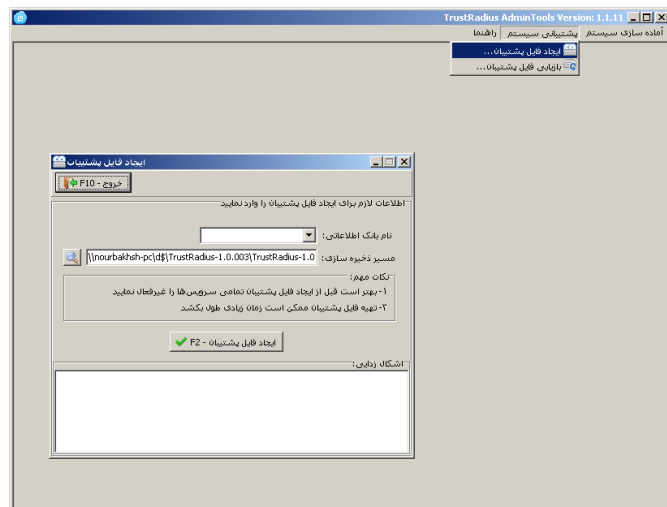 TrustRadius AdminTools Version: 1.1.11
آماده سازی سیستم پشتیبانی سیستم راهنما
ایجاد فایل پشتیبان...
بازیابی فایل پشتیبان...
ایجاد فایل پشتیبان
خروج - F10
اطلاعات لازم برای ایجاد فایل پشتیبان را وارد نمایید
نام بانک اطلاعاتی:
مسیر ذخیره سازی: \\nourbakhsh-pc\d$\TrustRadius-1.0.003\TrustRadius-1.0
نکات مهم:
۱- بهتر است قبل از ایجاد فایل پشتیبان تمامی سرویس‌ها را غیرفعال نمایید
۲- تهیه فایل پشتیبان ممکن است زمان زیادی طول بکشد
ایجاد فایل پشتیبان - F2
اشکال زدایی: